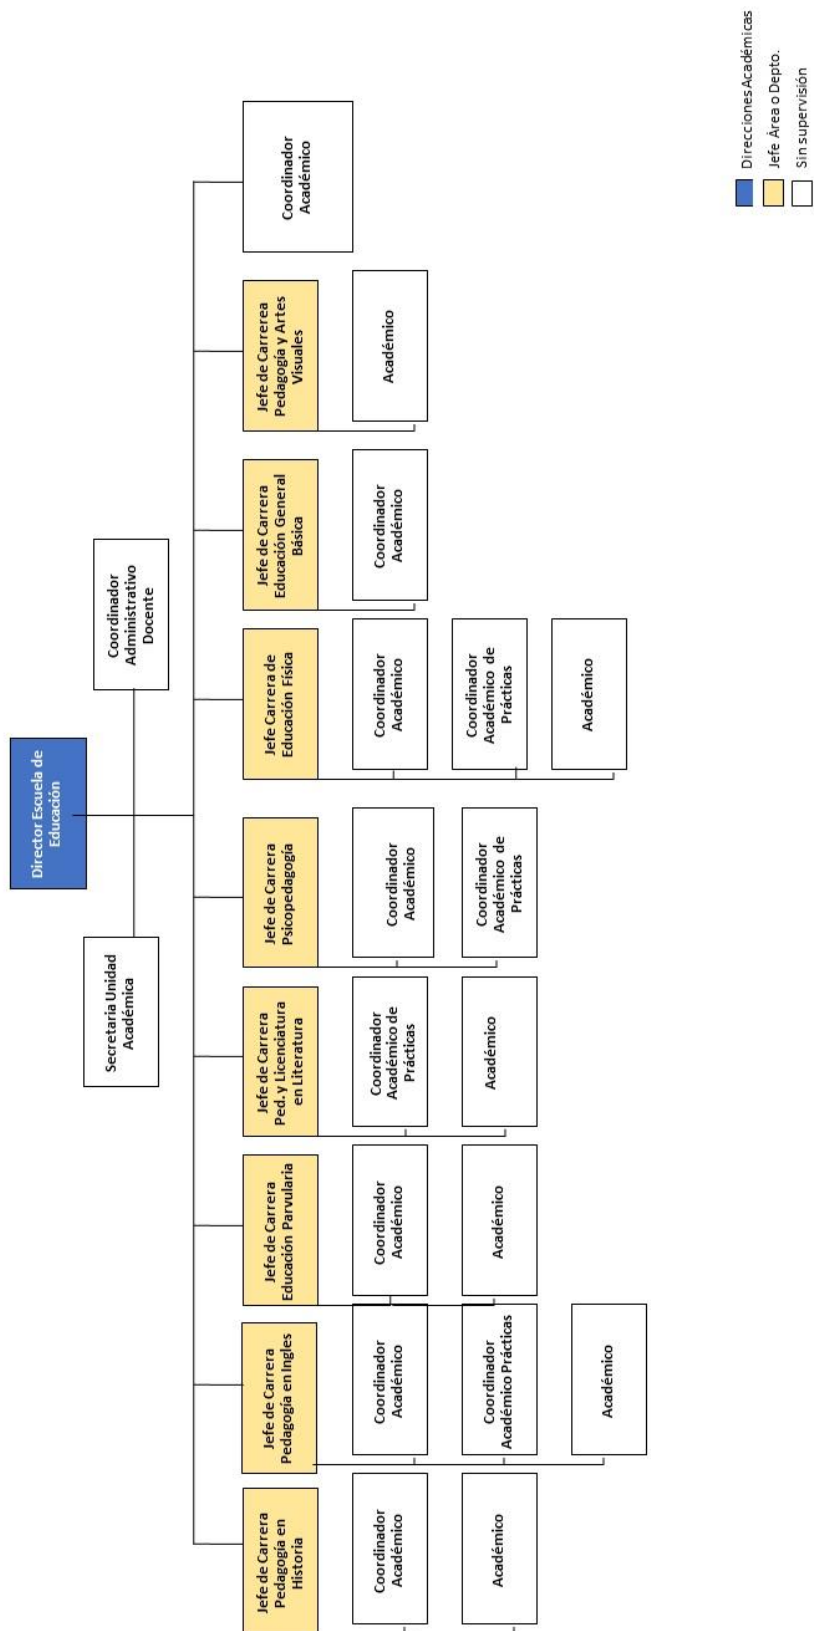 Director Escuela de
Educación
Secretaria Unidad
Académica
Coordinador
Administrativo
Docente
Jefe de Carrera
Pedagogía en
Historia
Coordinador
Académico
Académico
Jefe de Carrera
Pedagogía en Ingles
Coordinador
Académico
Coordinador
Académico Prácticas
Académico
Jefe de Carrera
Educación Parvularia
Coordinador
Académico
Académico
Jefe de Carrera
Ped. y Licenciatura
en Literatura
Coordinador
Académico de
Prácticas
Académico
Jefe de Carrera
Psicopedagogía
Coordinador
Académico
Coordinador
Académico de
Prácticas
Jefe Carrera de
Educación Física
Coordinador
Académico
Coordinador
Académico de
Prácticas
Académico
Jefe de Carrera
Educación General
Básica
Coordinador
Académico
Jefe de Carrerea
Pedagogía y Artes
Visuales
Académico
Coordinador
Académico
Direcciones Académicas
Jefe Área o Depto.
Sin supervisión